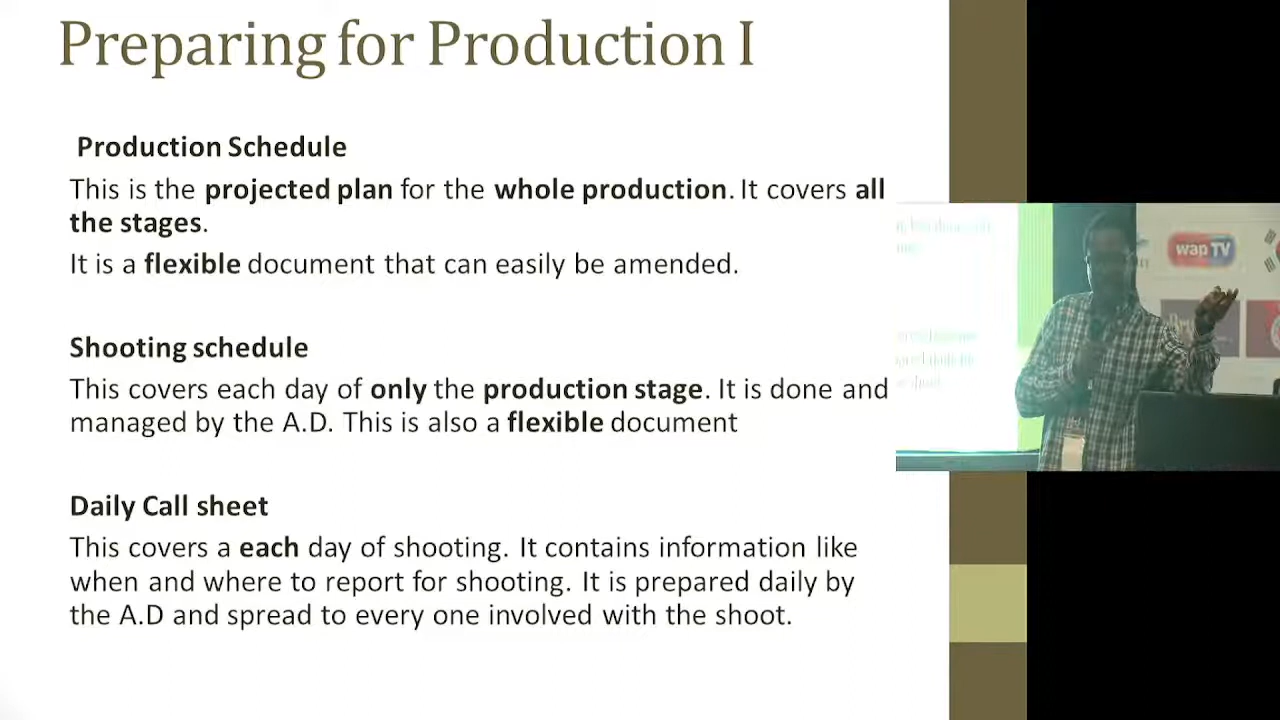 Preparing for Production I
Production Schedule
This is the projected plan for the whole production. It covers all
the stages.
It is a flexible document that can easily be amended.
Shooting schedule
This covers each day of only the production stage. It is done and
managed by the A.D. This is also a flexible document
Daily Call sheet
This covers a each day of shooting. It contains information like
when and where to report for shooting. It is prepared daily by
the A.D and spread to every one involved with the shoot.
wap TV